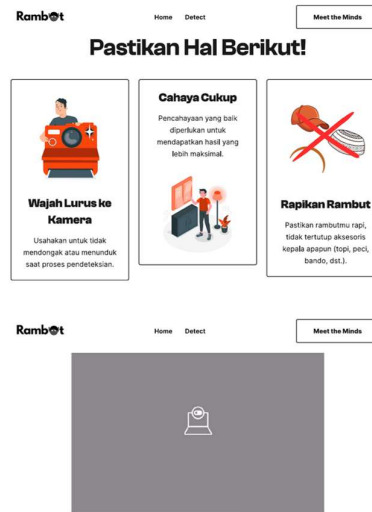 Rambot
Home
Detect
Meet the Minds
Pastikan Hal Berikut!
Wajah Lurus ke
Kamera
Usahakan untuk tidak
mendongak atau menunduk
saat proses pendeteksian.
Cahaya Cukup
Pencahayaan yang baik
diperlukan untuk
mendapatkan hasil yang
lebih maksimal.
Rapikan Rambut
Pastikan rambutmu rapi,
tidak tertutup aksesoris
kepala apapun (topi, peci,
bando, dst.).
Rambot
Home
Detect
Meet the Minds